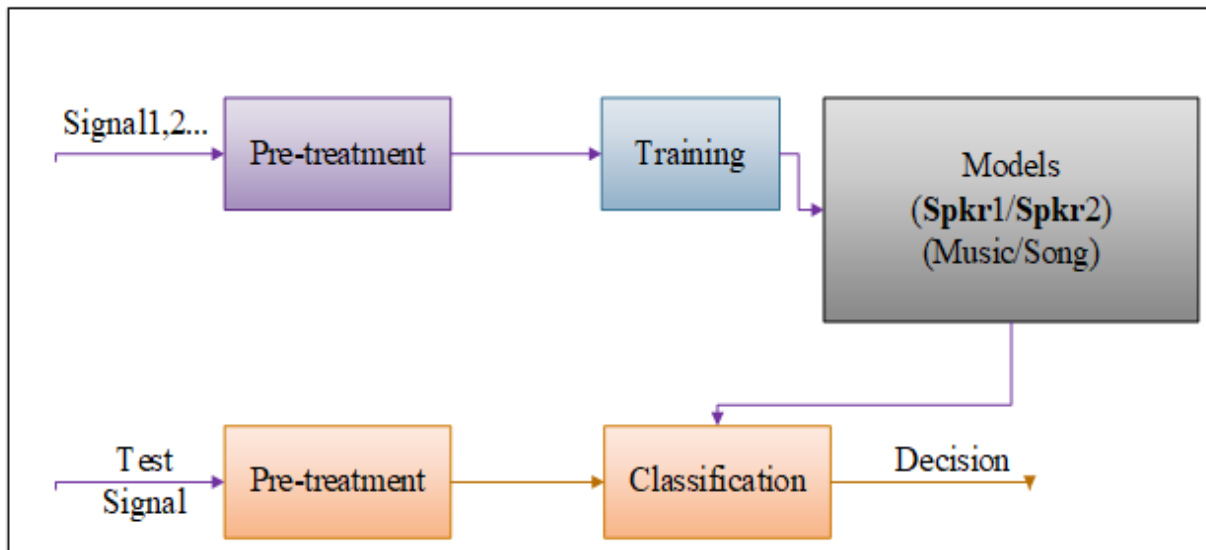 Signal1,2...
Pre-treatment
Training
Models
(Spkr1/Spkr2)
(Music/Song)
Test
Signal
Pre-treatment
Classification
Decision